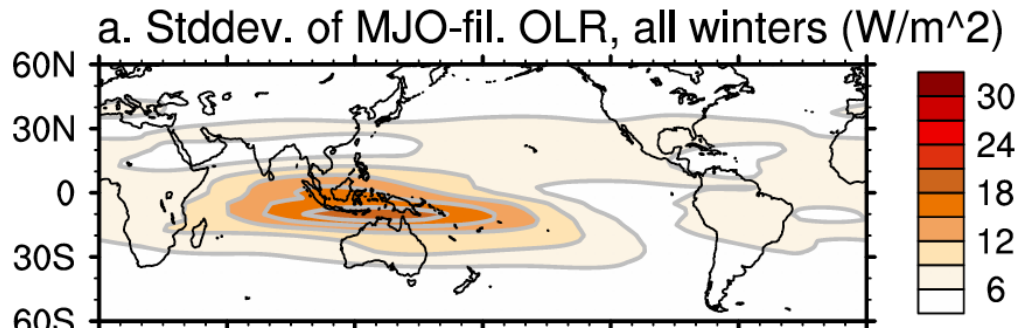 a. Stddev. of MJO-fil. OLR, all winters (W/m^2)
60N
30N
0
30S
60S
30
24
18
12
6